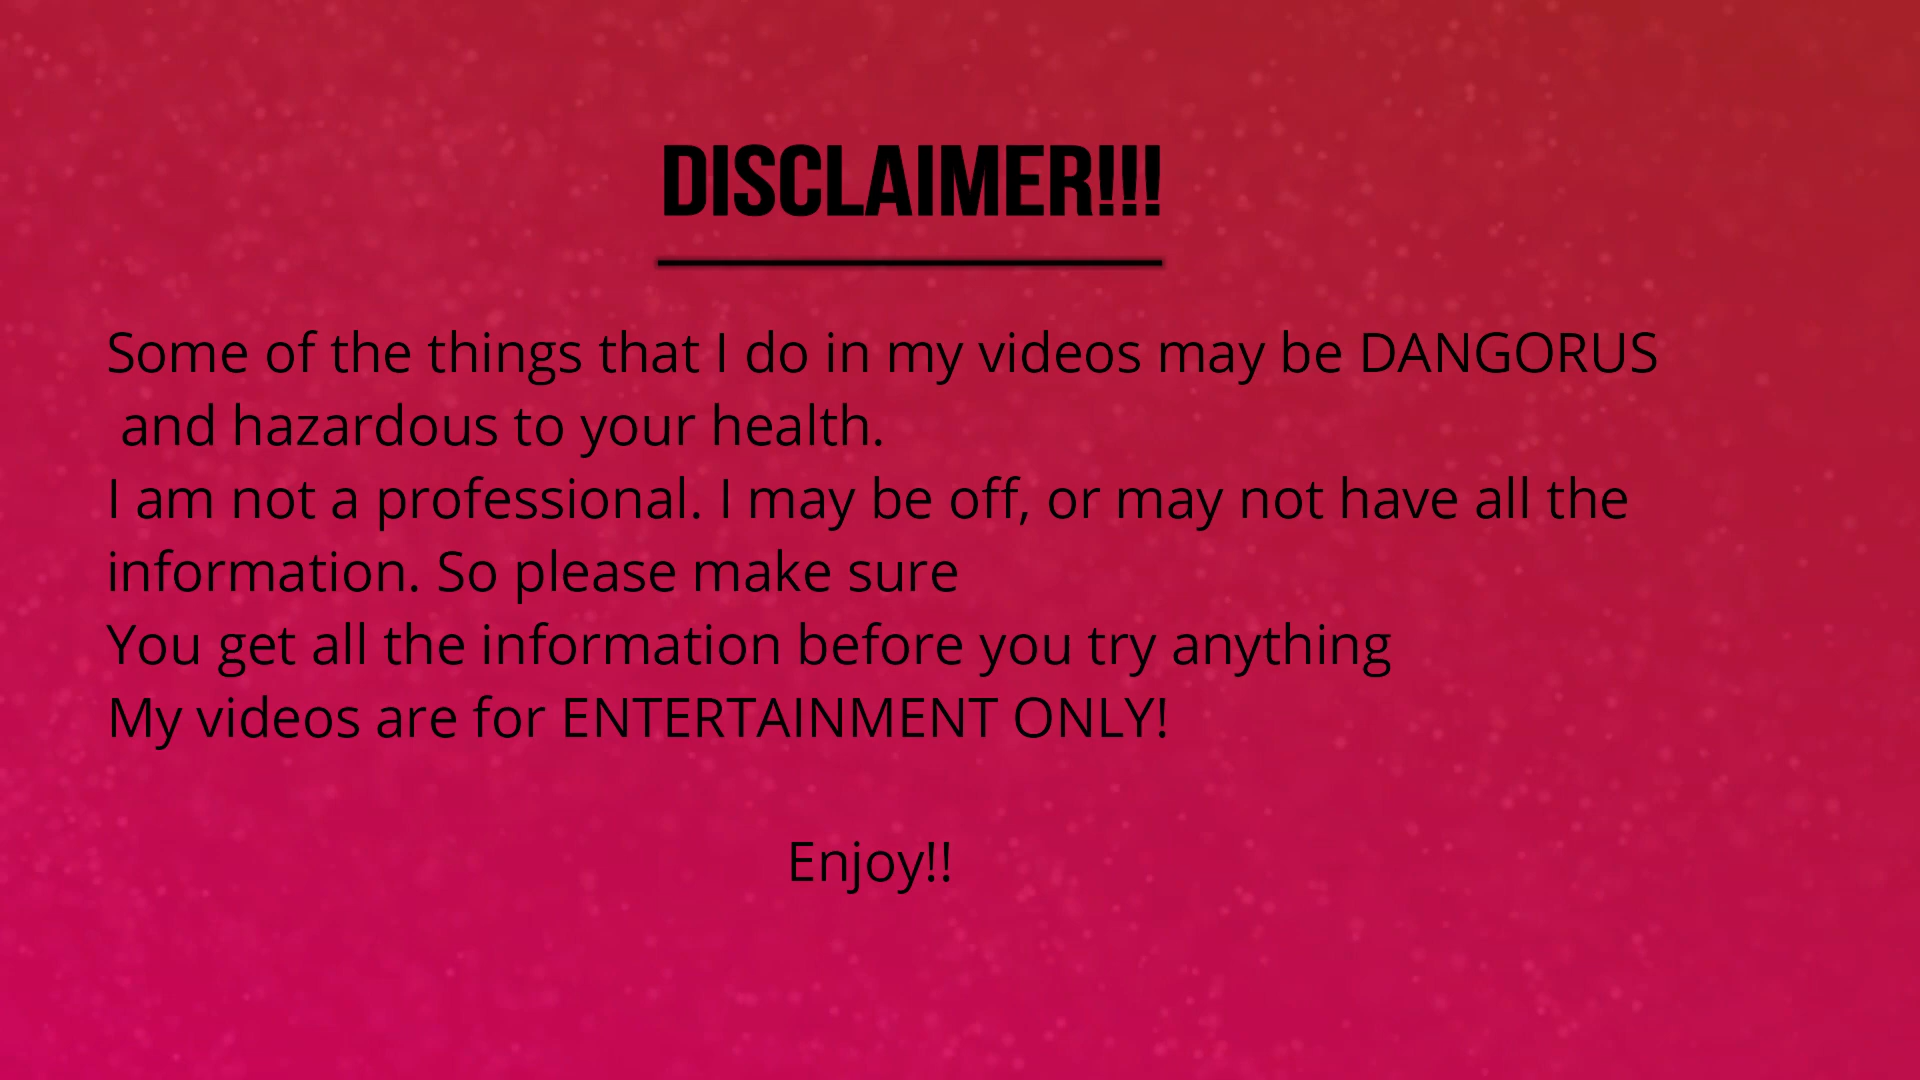 DISCLAIMER!!!
Some of the things that I do in my videos may be DANGORUS
and hazardous to your health.
I am not a professional. I may be off, or may not have all the
information. So please make sure
You get all the information before you try anything
My videos are for ENTERTAINMENT ONLY!
Enjoy!!